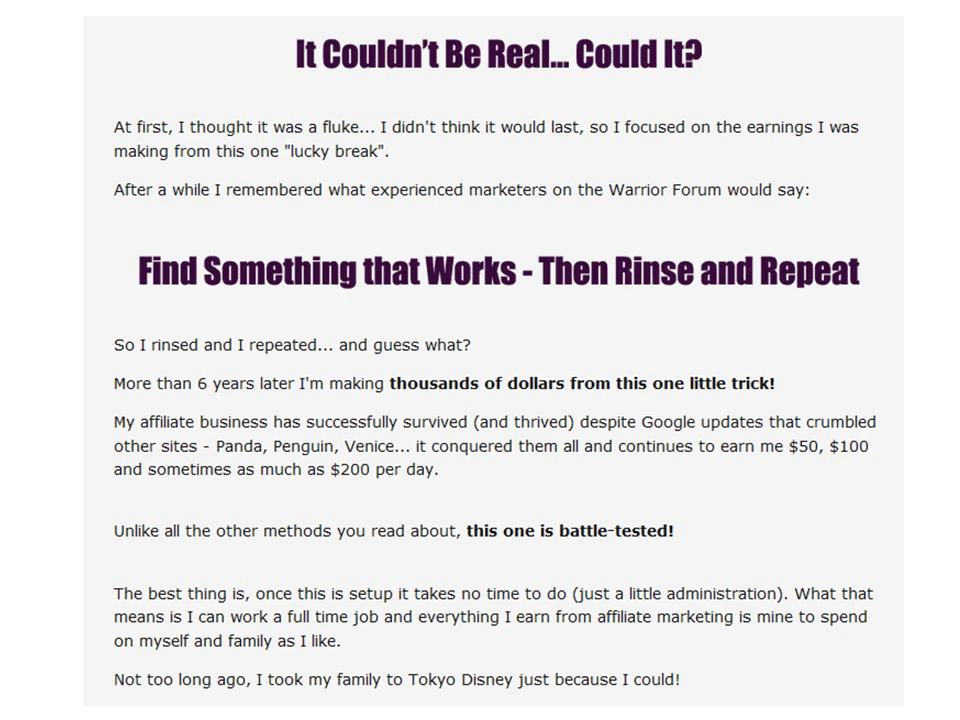 It Couldn't Be Real... Could It?
At first, I thought it was a fluke... I didn't think it would last, so I focused on the earnings I was
making from this one "lucky break".
After a while I remembered what experienced marketers on the Warrior Forum would say:
Find Something that Works - Then Rinse and Repeat
So I rinsed and I repeated... and guess what?
More than 6 years later I'm making thousands of dollars from this one little trick!
My affiliate business has successfully survived (and thrived) despite Google updates that crumbled
other sites - Panda, Penguin, Venice... it conquered them all and continues to earn me $50, $100
and sometimes as much as $200 per day.
Unlike all the other methods you read about, this one is battle-tested!
The best thing is, once this is setup it takes no time to do (just a little administration). What that
means is I can work a full time job and everything I earn from affiliate marketing is mine to spend
on myself and family as I like.
Not too long ago, I took my family to Tokyo Disney just because I could!